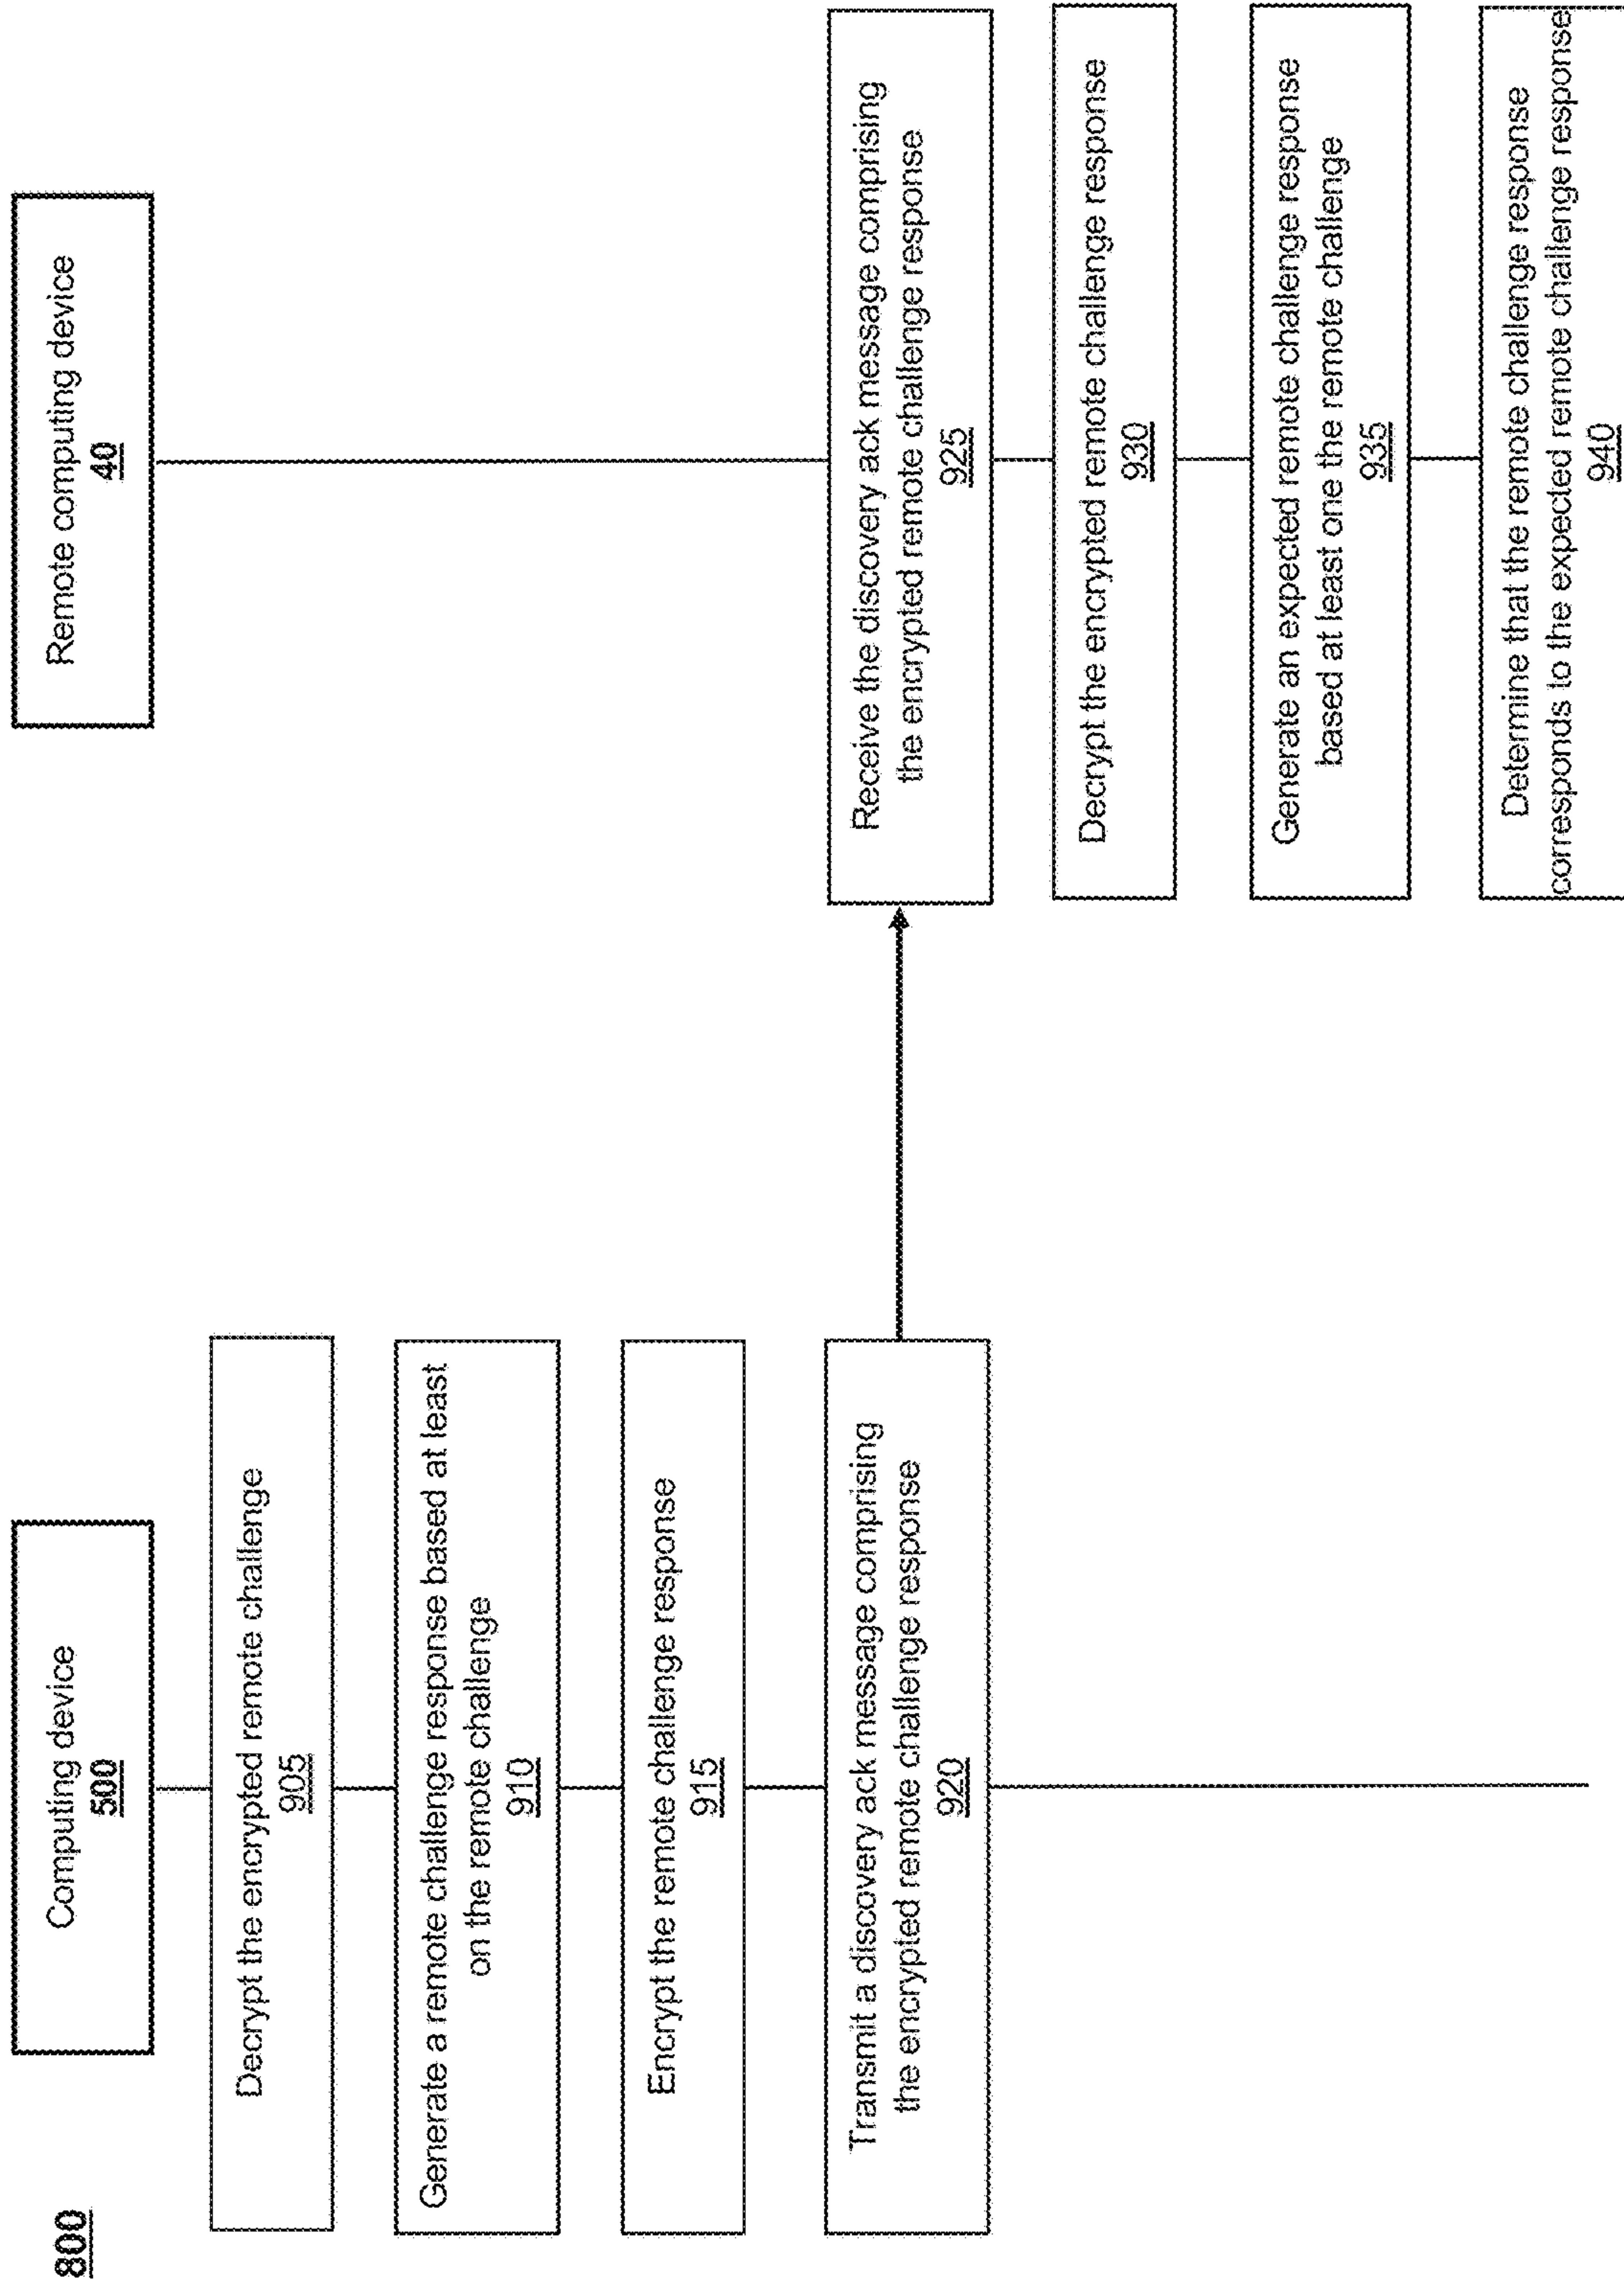 800
Computing device
500
Decrypt the encrypted remote challenge
905
Generate a remote challenge response based at least
on the remote challenge
910
Encrypt the remote challenge response
915
Transmit a discovery ack message comprising
the encrypted remote challenge response
920
Remote computing device
40
Receive the discovery ack message comprising
the encrypted remote challenge response
925
Decrypt the encrypted remote challenge response
930
Generate an expected remote challenge response
based at least one the remote challenge
935
Determine that the remote challenge response
corresponds to the expected remote challenge response
940